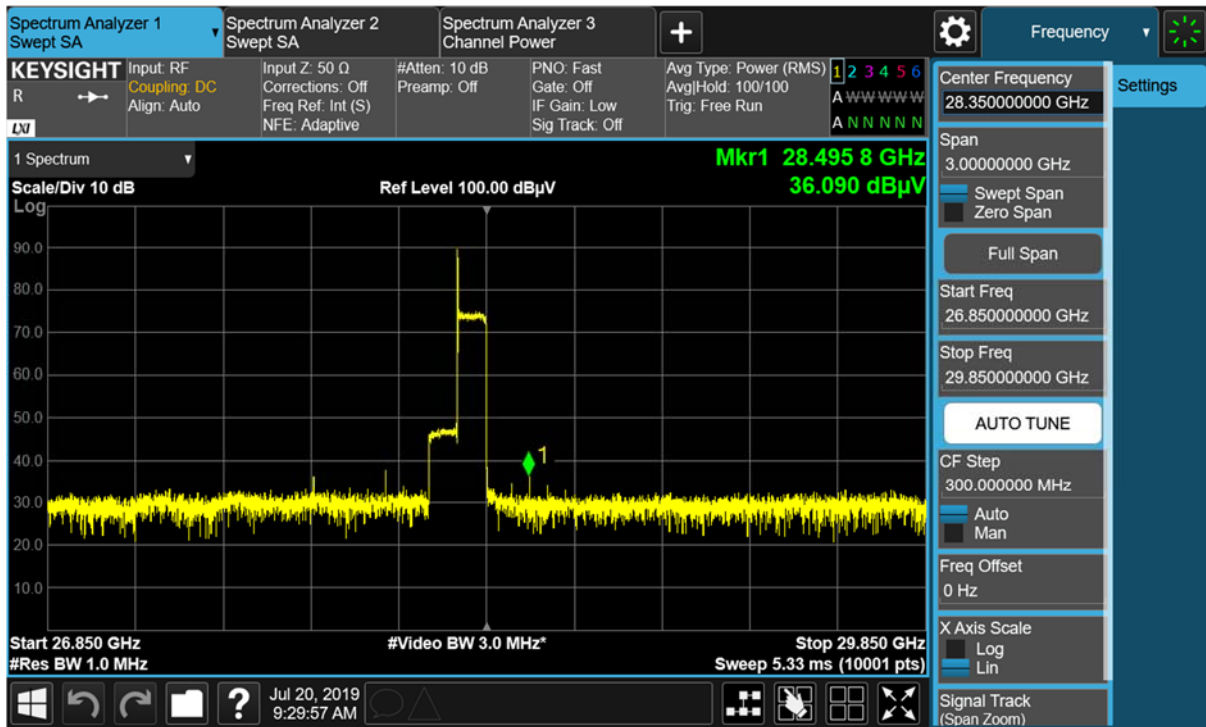 Spectrum Analyzer 1
Swept SA
Spectrum Analyzer 2
Swept SA
Spectrum Analyzer 3
Channel Power
Frequency
KEYSIGHT
R
LXI
Input: RF
Coupling: DC
Align: Auto
Input Z: 50 Ω
Corrections: Off
Freq Ref: Int (S)
NFE: Adaptive
#Atten: 10 dB
Preamp: Off
PNO: Fast
Gate: Off
IF Gain: Low
Sig Track: Off
Avg Type: Power (RMS)
Avg|Hold: 100/100
Trig: Free Run
1 2 3 4 5 6
A W W W W W
A N N N N N
1 Spectrum
Scale/Div 10 dB
Ref Level 100.00 dBµV
Mkr1 28.495 8 GHz
36.090 dBµV
Log
90.0
80.0
70.0
60.0
50.0
40.0
30.0
20.0
10.0
1
Start 26.850 GHz
#Res BW 1.0 MHz
#Video BW 3.0 MHz*
Stop 29.850 GHz
Sweep 5.33 ms (10001 pts)
Center Frequency
28.350000000 GHz
Span
3.00000000 GHz
Swept Span
Zero Span
Full Span
Start Freq
26.850000000 GHz
Stop Freq
29.850000000 GHz
AUTO TUNE
CF Step
300.000000 MHz
Auto
Man
Freq Offset
0 Hz
X Axis Scale
Log
Lin
Signal Track
(Span Zoom)
Settings
?
Jul 20, 2019
9:29:57 AM